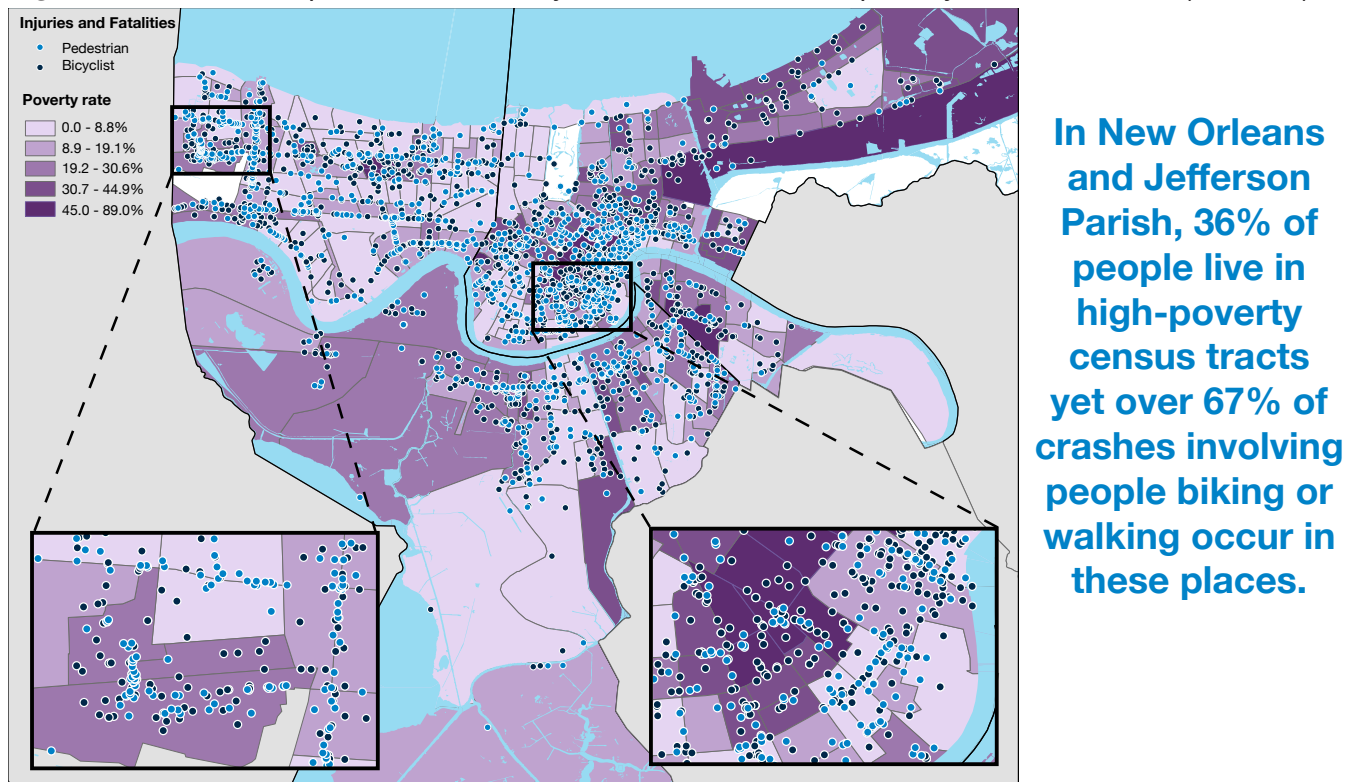 Injuries and Fatalities
Pedestrian
Bicyclist
Poverty rate
0.0 - 8.8%
8.9 - 19.1%
19.2 - 30.6%
30.7 - 44.9%
45.0 - 89.0%
In New Orleans
and Jefferson
Parish, 36% of
people live in
high-poverty
census tracts
yet over 67% of
crashes involving
people biking or
walking occur in
these places.